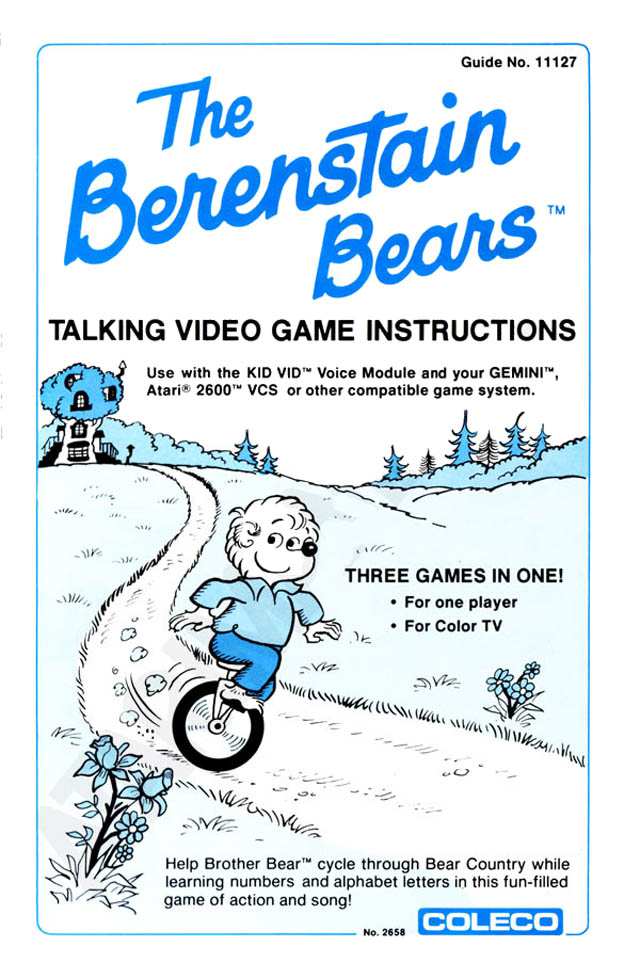 Guide No. 11127
The
Berenstain
Bears™
TALKING VIDEO GAME INSTRUCTIONS
Use with the KID VID™ Voice Module and your GEMINI™,
Atari® 2600™ VCS or other compatible game system.
THREE GAMES IN ONE!
• For one player
• For Color TV
Help Brother Bear™ cycle through Bear Country while
learning numbers and alphabet letters in this fun-filled
game of action and song!
No. 2658
COLECO